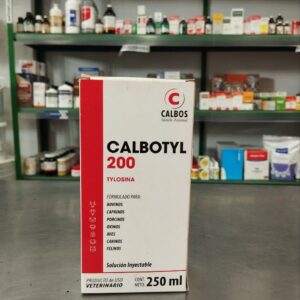 CALBOS
Salud Animal
CALBOTYL
200
TYLOSINA
FORMULADO PARA:
BOVINOS
CAPRINOS
PORCINOS
OVINOS
AVES
CANINOS
FELINOS
Solución Inyectable
PRODUCTO de USO
VETERINARIO
CONT.
NETO:
250 ml